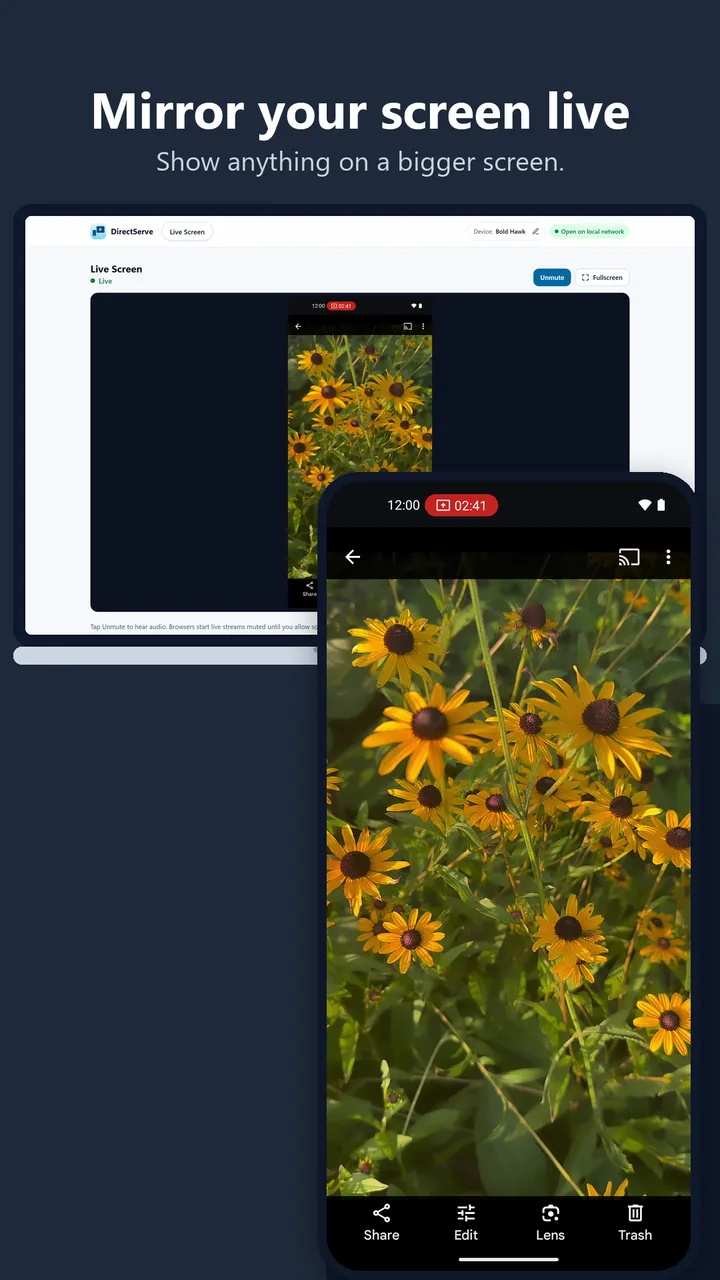 Mirror your screen live
Show anything on a bigger screen.
DirectServe Live Screen Device: Bold Hawk Open on local network
Live Screen
Live
Unmute Fullscreen
12:00 02:41
Share
Tap Unmute to hear audio. Browsers start live streams muted until you allow
12:00 02:41
Share Edit Lens Trash